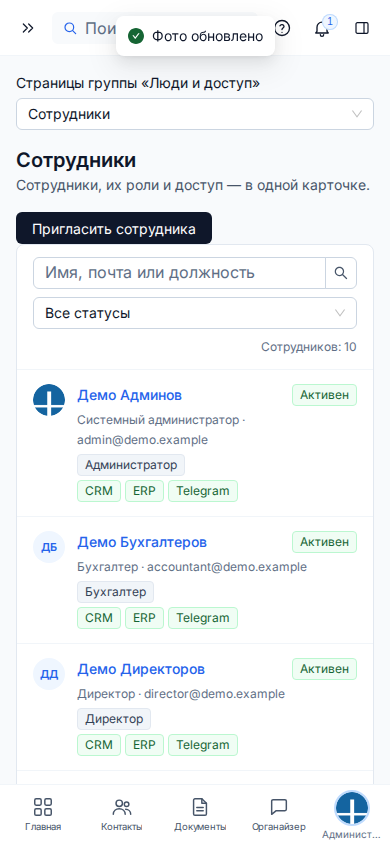 Пои
Фото обновлено
1
Страницы группы «Люди и доступ»
Сотрудники
Сотрудники
Сотрудники, их роли и доступ — в одной карточке.
Пригласить сотрудника
Имя, почта или должность
Все статусы
Сотрудников: 10
Демо Админов
Активен
Системный администратор ·
admin@demo.example
Администратор
CRM ERP Telegram
ДБ
Демо Бухгалтеров
Активен
Бухгалтер · accountant@demo.example
Бухгалтер
CRM ERP Telegram
ДД
Демо Директоров
Активен
Директор · director@demo.example
Директор
CRM ERP Telegram
Главная
Контакты
Документы
Органайзер
Админист...